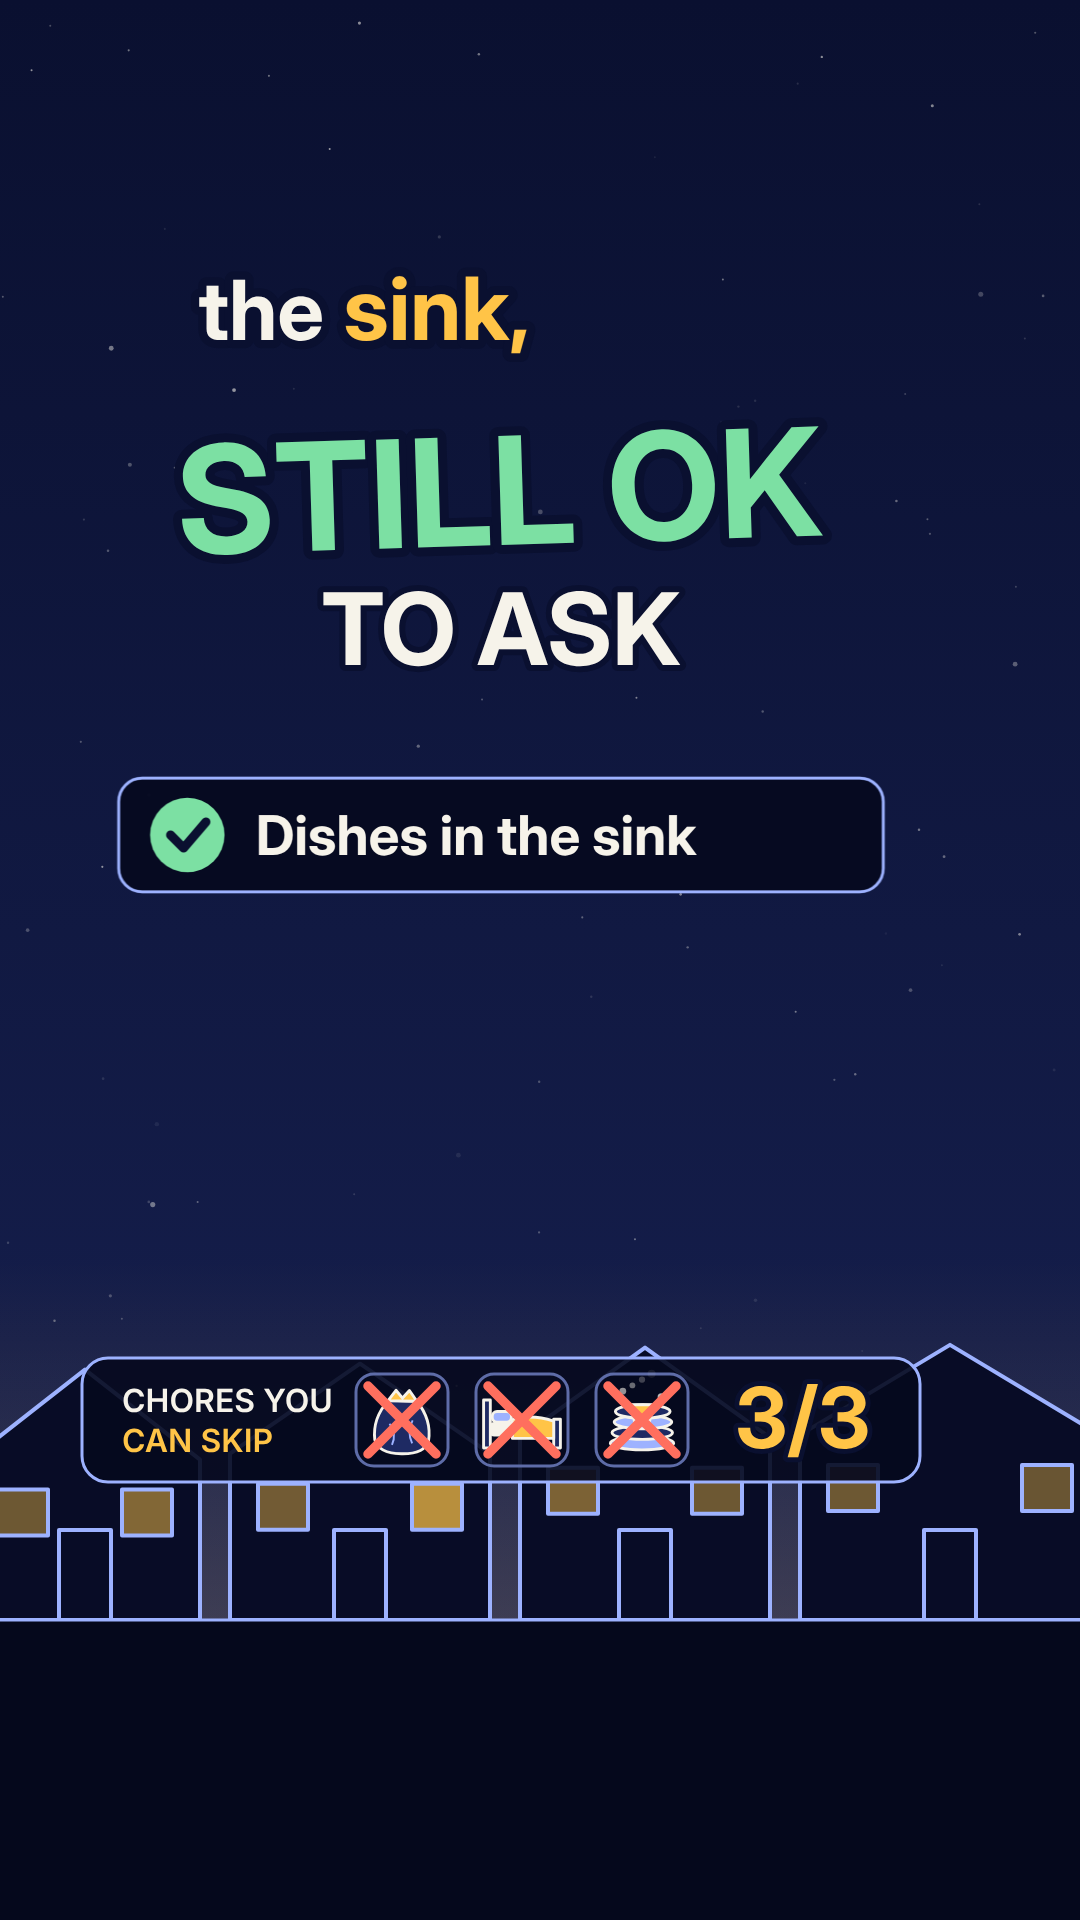 the sink,
STILL OK
TO ASK
Dishes in the sink
CHORES YOU
CAN SKIP
3/3